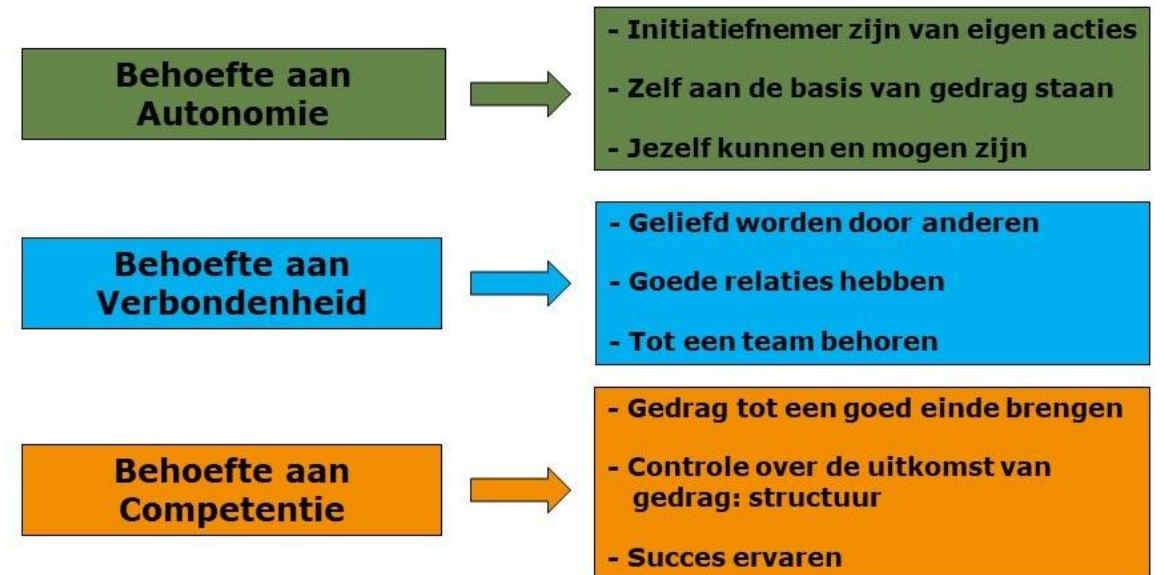 Behoefte aan
Autonomie
- Initiatiefnemer zijn van eigen acties
- Zelf aan de basis van gedrag staan
- Jezelf kunnen en mogen zijn
Behoefte aan
Verbondenheid
- Geliefd worden door anderen
- Goede relaties hebben
- Tot een team behoren
Behoefte aan
Competentie
- Gedrag tot een goed einde brengen
- Controle over de uitkomst van
gedrag: structuur
- Succes ervaren